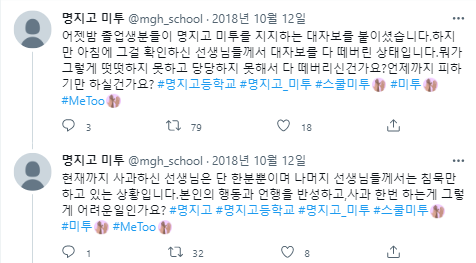 명지고 미투 @mgh_school · 2018년 10월 12일
어젯밤 졸업생분들이 명지고 미투를 지지하는 대자보를 붙이셨습니다.하지
만 아침에 그걸 확인하신 선생님들께서 대자보를 다 떼버린 상태입니다.뭐가
그렇게 떳떳하지 못하고 당당하지 못해서 다 떼버리신건가요?언제까지 피하
기만 하실건가요? #명지고등학교 #명지고_미투 #스쿨미투 #미투
#MeToo
3 79 18
명지고 미투 @mgh_school · 2018년 10월 12일
현재까지 사과하신 선생님은 단 한분뿐이며 나머지 선생님들께서는 침묵만
하고 있는 상황입니다.본인의 행동과 언행을 반성하고,사과 한번 하는게 그렇
게 어려운일인가요? #명지고 #명지고등학교 #명지고_미투 #스쿨미투
#미투 #MeToo
1 32 8